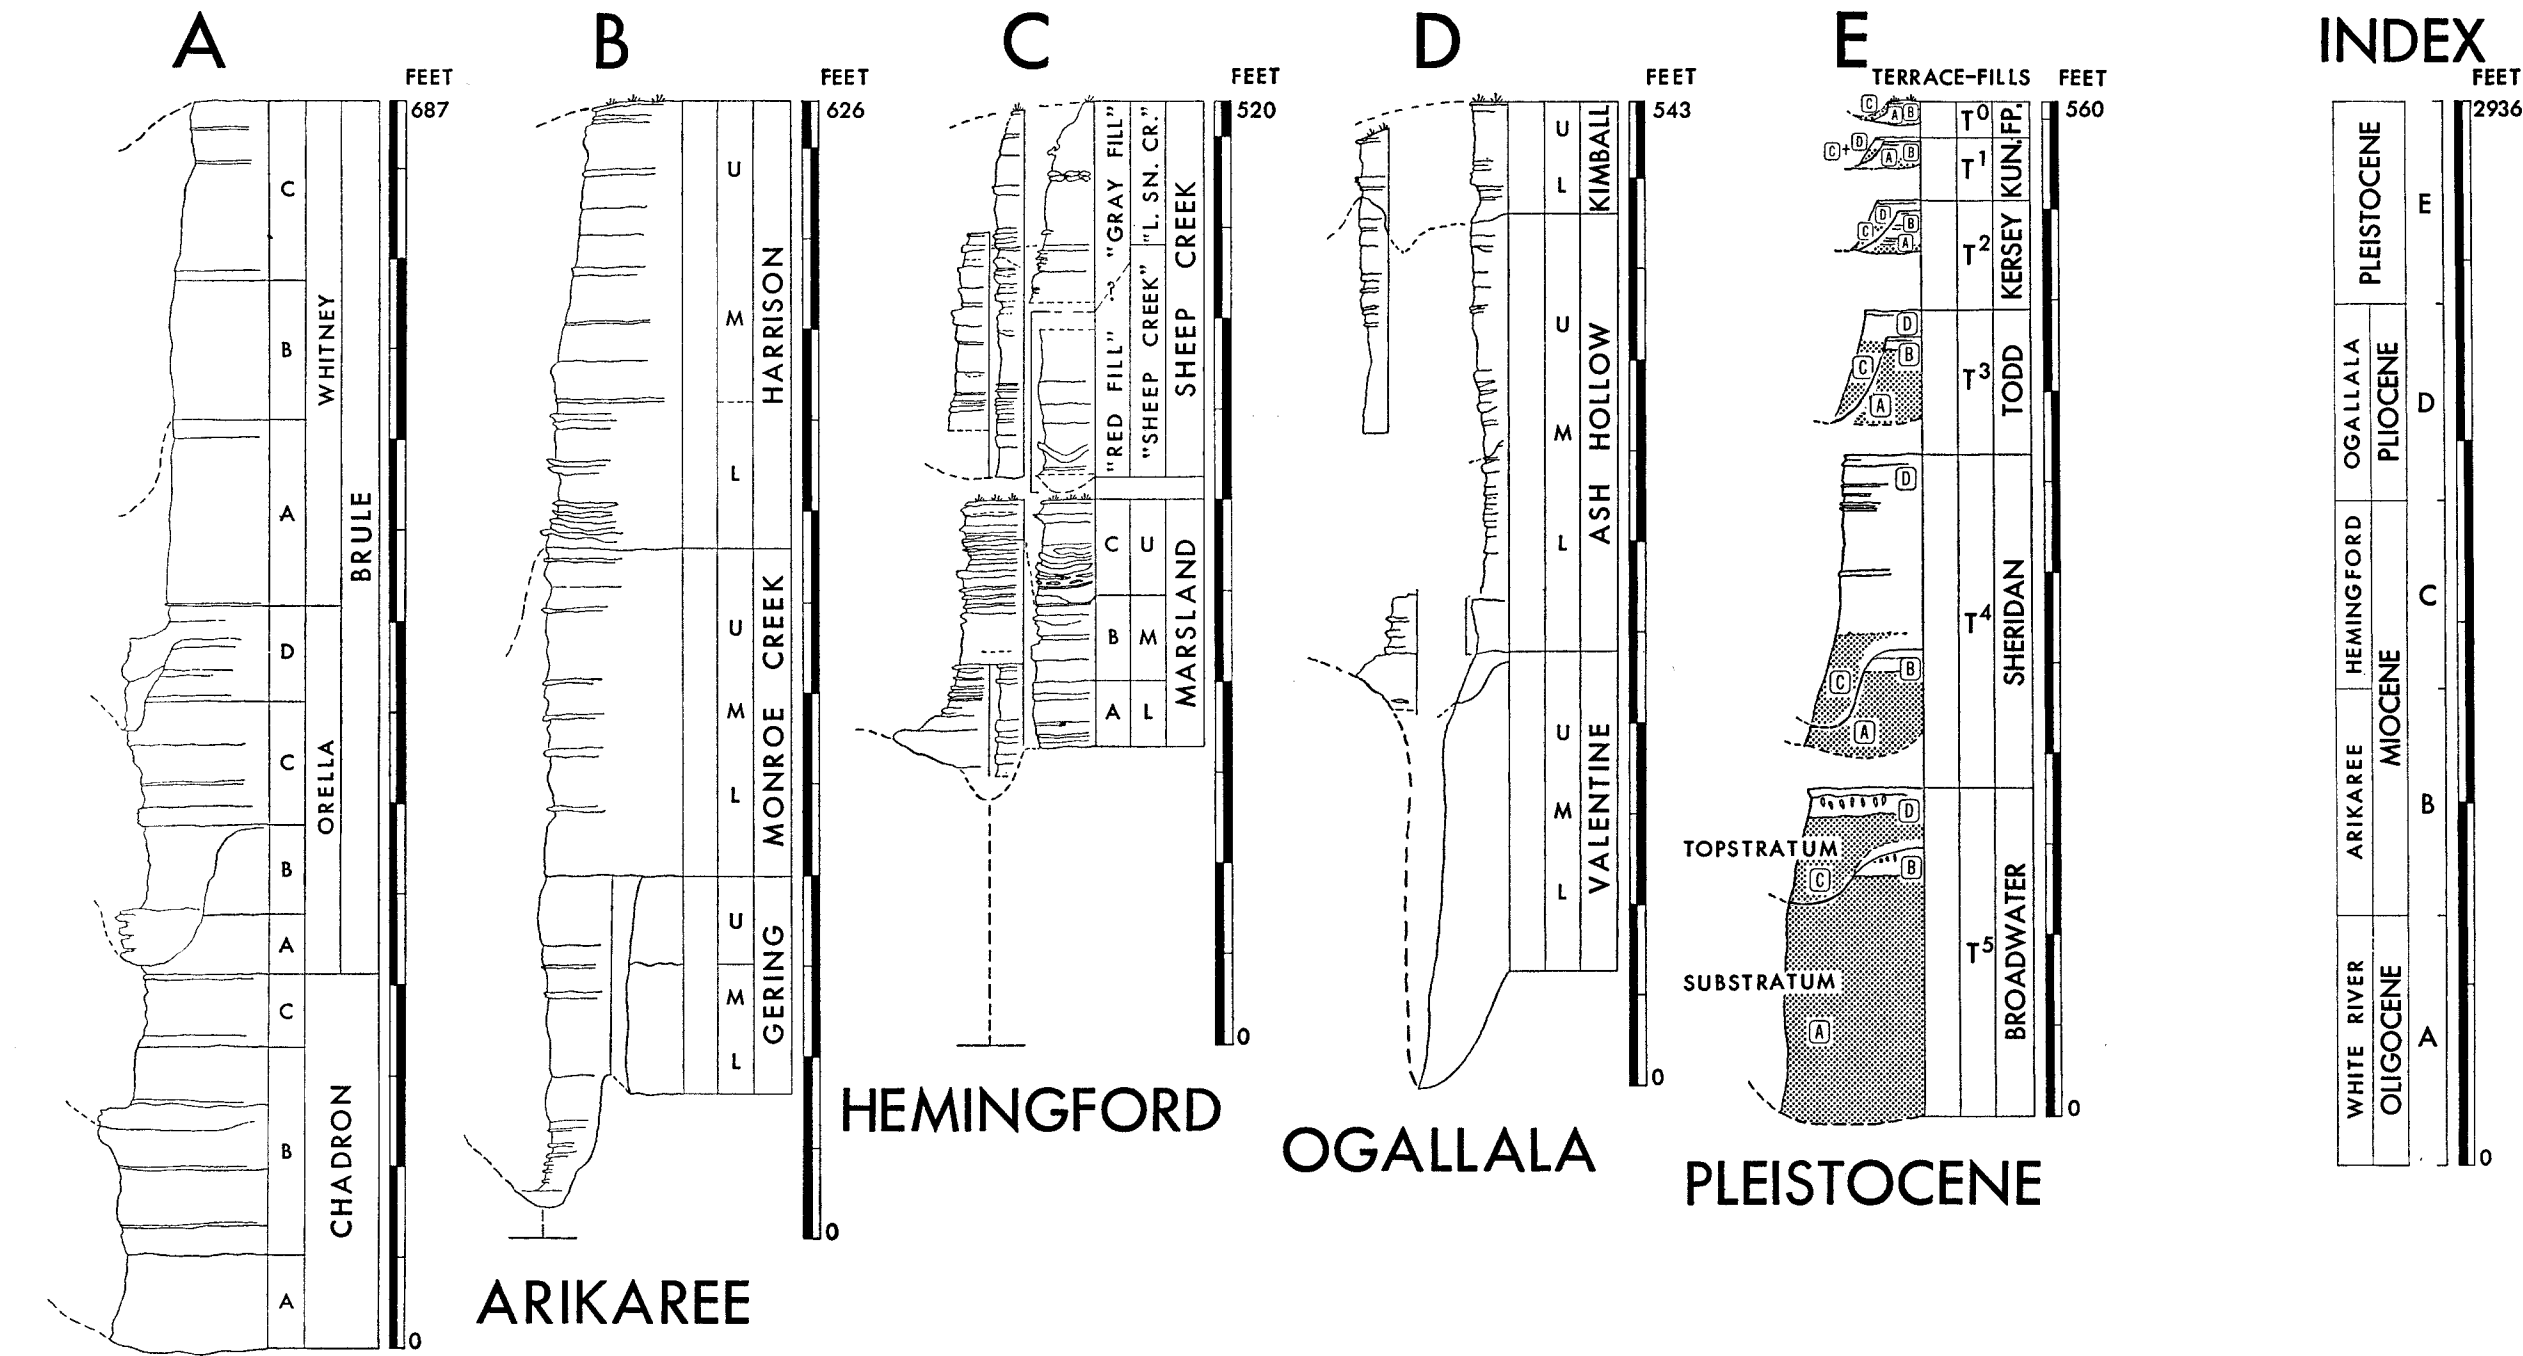 A
FEET
687
C
B
A
WHITNEY
D
C
B
A
ORELLA
BRULE
C
B
A
CHADRON
0
B
FEET
626
U
M
L
HARRISON
U
M
L
MONROE CREEK
U
M
L
GERING
0
ARIKAREE
C
FEET
520
"GRAY FILL"
"L. SN. CR."
?
"RED FILL"
"SHEEP CREEK"
SHEEP CREEK
C U
B M
A L
MARSLAND
0
HEMINGFORD
D
FEET
543
U
L
KIMBALL
U
M
L
ASH HOLLOW
U
M
L
VALENTINE
0
OGALLALA
E
TERRACE-FILLS
FEET
560
C A B
T0
KUN. FP.
C + D A B
T1
D B C A
T2
KERSEY
D B C A
T3
TODD
D B C A
T4
SHERIDAN
D B C A
T5
BROADWATER
TOPSTRATUM
SUBSTRATUM
0
PLEISTOCENE
INDEX
FEET
2936
PLEISTOCENE
E
OGALLALA
PLIOCENE
D
HEMINGFORD
C
MIOCENE
ARIKAREE
B
WHITE RIVER
OLIGOCENE
A
0